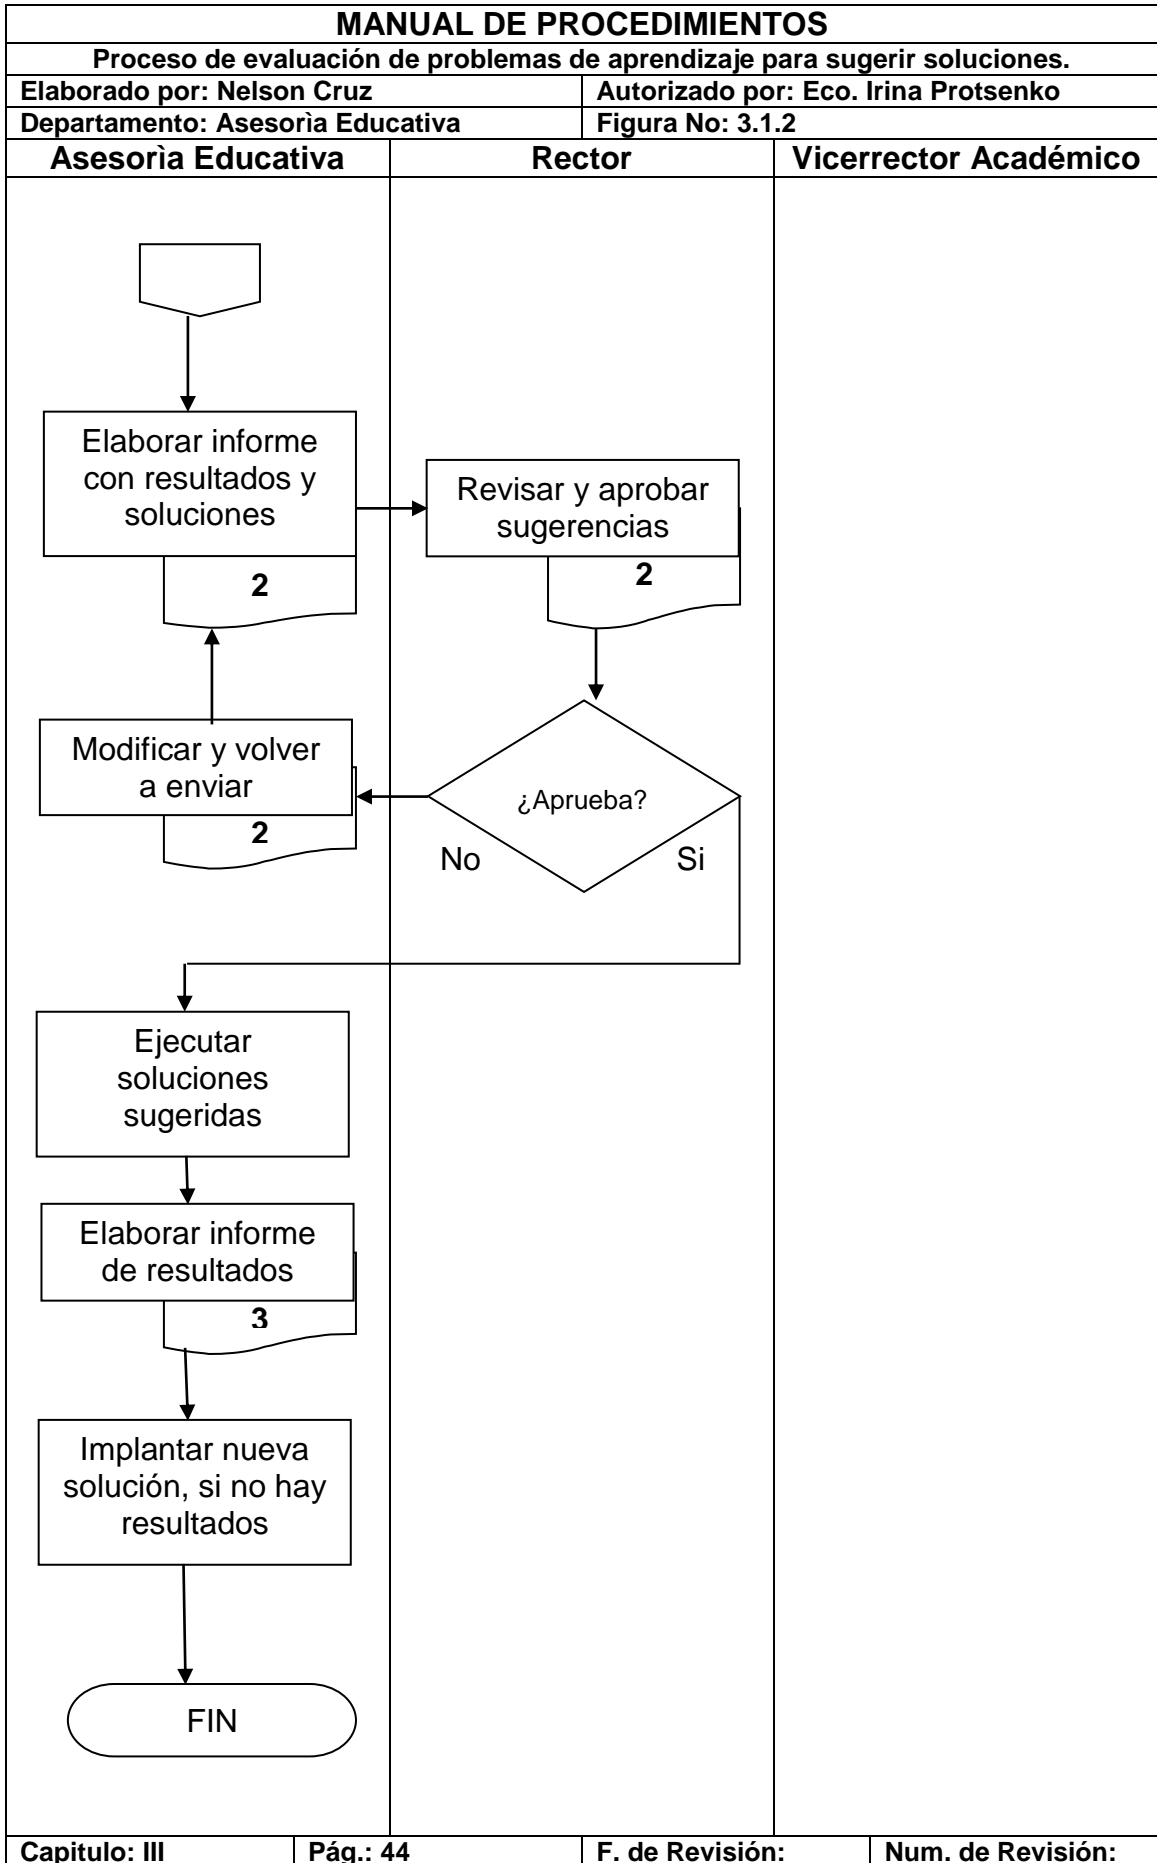 MANUAL DE PROCEDIMIENTOS
Proceso de evaluación de problemas de aprendizaje para sugerir soluciones.
Elaborado por: Nelson Cruz
Autorizado por: Eco. Irina Protsenko
Departamento: Asesorìa Educativa
Figura No: 3.1.2
Asesorìa Educativa
Rector
Vicerrector Académico
Elaborar informe
con resultados y
soluciones
2
Revisar y aprobar
sugerencias
2
Modificar y volver
a enviar
2
¿Aprueba?
No
Si
Ejecutar
soluciones
sugeridas
Elaborar informe
de resultados
3
Implantar nueva
solución, si no hay
resultados
FIN
Capitulo: III
Pág.: 44
F. de Revisión:
Num. de Revisión: